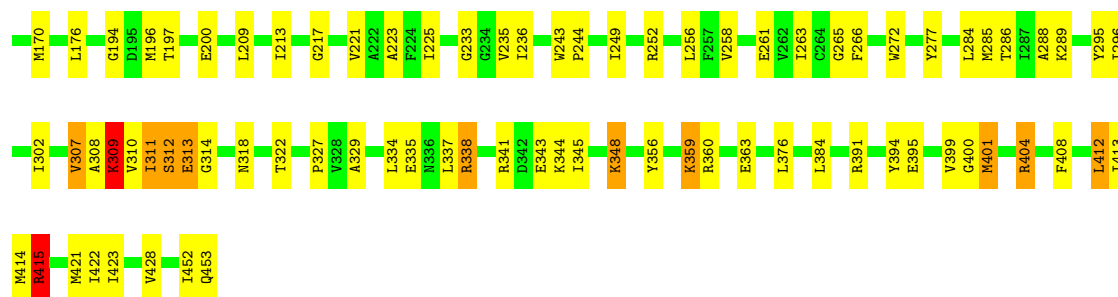 M170 L176 G194 D195 M196 T197 E200 L209 I213 G217 V221 A222 A223 F224 I225 G233 G234 V235 I236 W243 P244 I249 R252 L256 F257 V258 E261 V262 I263 C264 G265 F266 W272 Y277 L284 M285 T286 I287 A288 K289 Y295
I302 V307 A308 K309 V310 I311 S312 E313 G314 N318 T322 P327 V328 A329 L334 E335 N336 L337 R338 R341 D342 E343 K344 I345 K348 Y356 K359 R360 E363 L376 L384 R391 Y394 E395 V399 G400 M401 R404 F408 L412 I413
M414 R415 M421 I422 I423 V428 I452 Q453